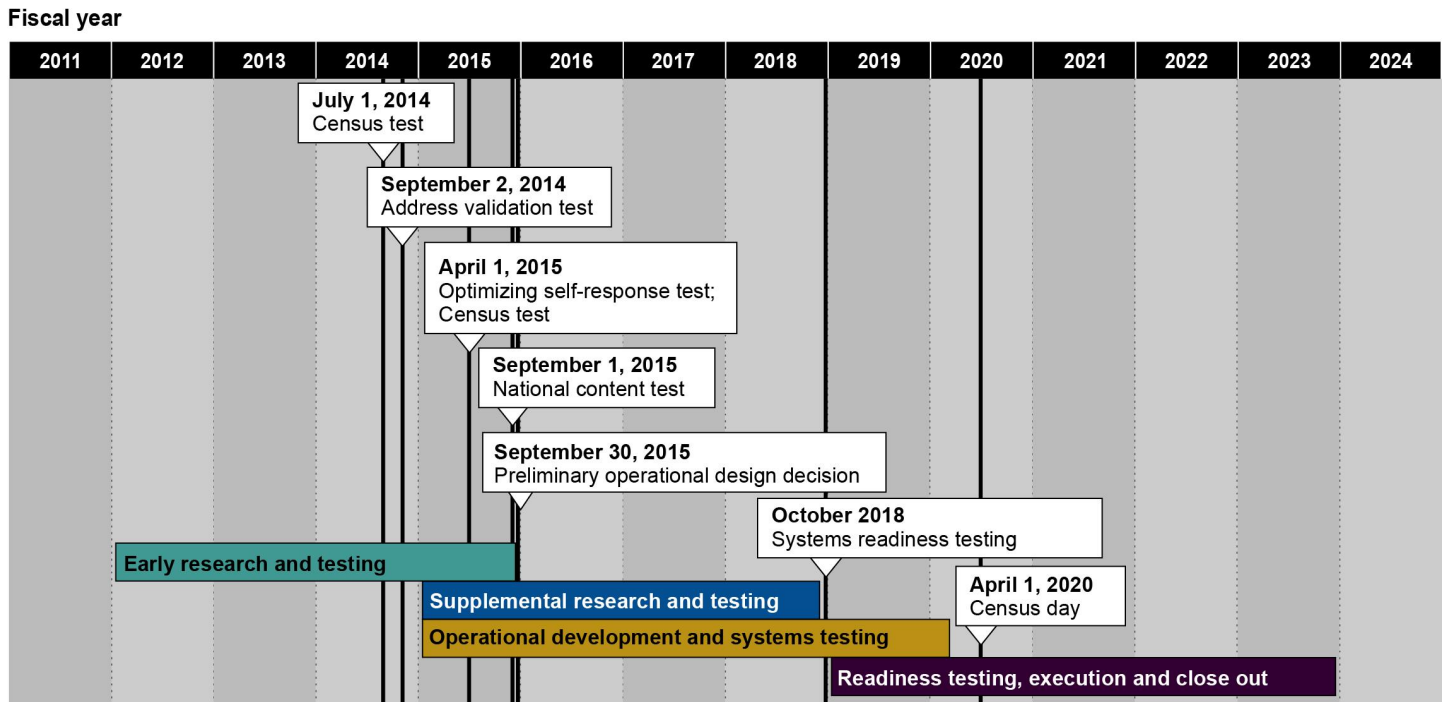 Fiscal year
2011 2012 2013 2014 2015 2016 2017 2018 2019 2020 2021 2022 2023 2024
July 1, 2014
Census test
September 2, 2014
Address validation test
April 1, 2015
Optimizing self-response test;
Census test
September 1, 2015
National content test
September 30, 2015
Preliminary operational design decision
October 2018
Systems readiness testing
Early research and testing
April 1, 2020
Census day
Supplemental research and testing
Operational development and systems testing
Readiness testing, execution and close out